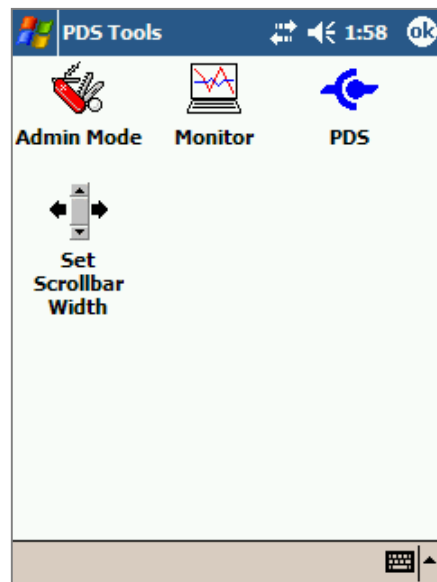 PDS Tools 1:58 ok
Admin Mode Monitor PDS
Set
Scrollbar
Width